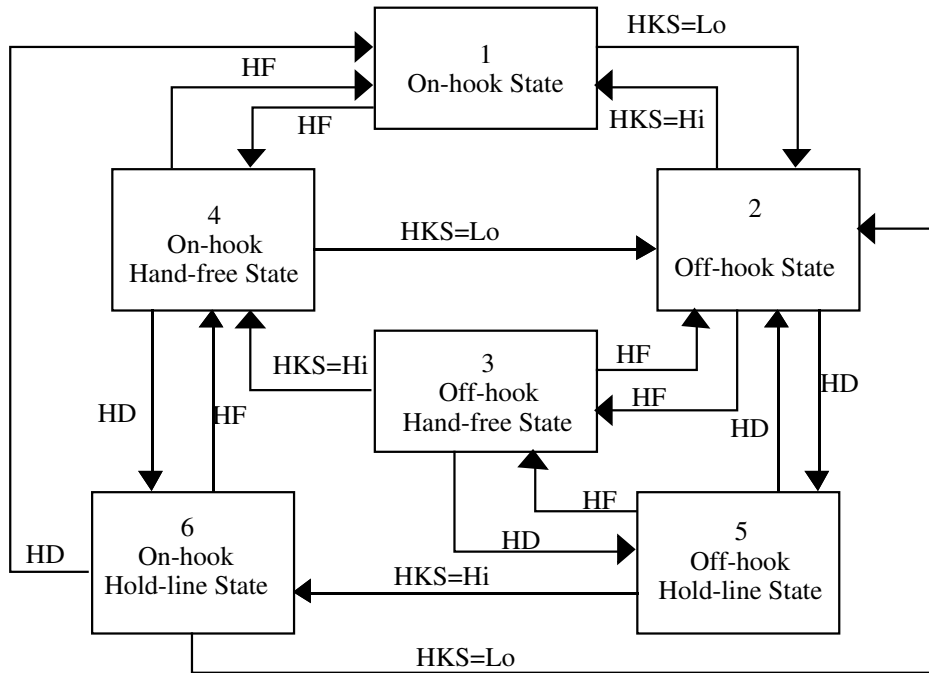 1
On-hook State
HKS=Lo
HF
HF
HKS=Hi
4
On-hook
Hand-free State
HKS=Lo
2
Off-hook State
HKS=Hi
3
Off-hook
Hand-free State
HF
HF
HD
HD
HF
HD
6
On-hook
Hold-line State
HD
HF
HD
5
Off-hook
Hold-line State
HKS=Hi
HKS=Lo